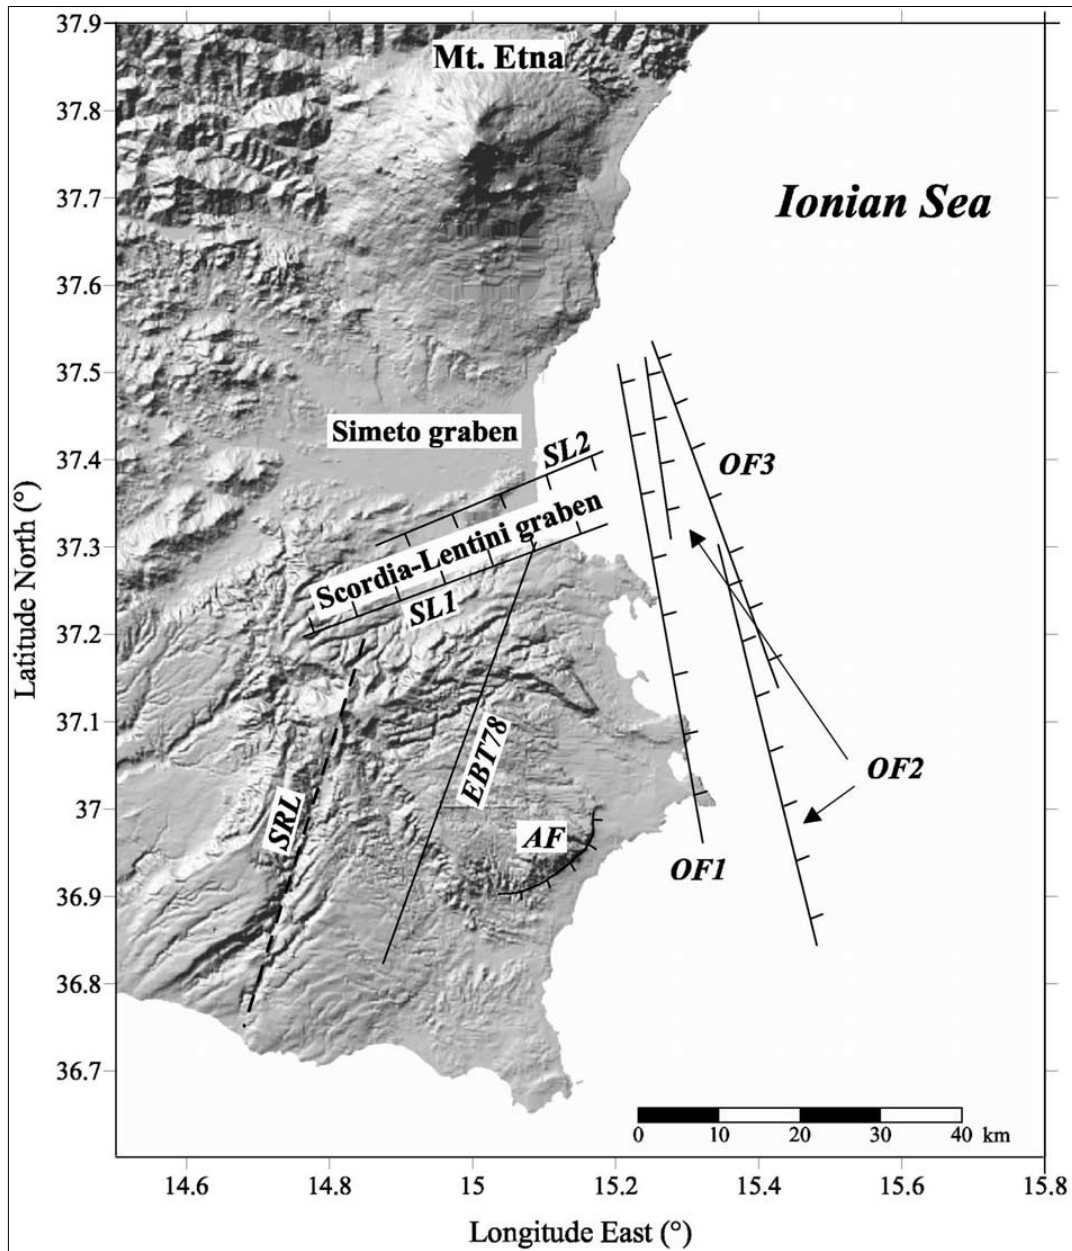 37.9
Mt. Etna
37.8
37.7
Ionian Sea
37.6
37.5
Simeto graben
SL2
37.4
OF3
Latitude North (°)
37.3
Scordia-Lentini graben
SL1
37.2
37.1
EBT78
OF2
37
SRL
AF
OF1
36.9
36.8
36.7
0 10 20 30 40 km
14.6 14.8 15 15.2 15.4 15.6 15.8
Longitude East (°)